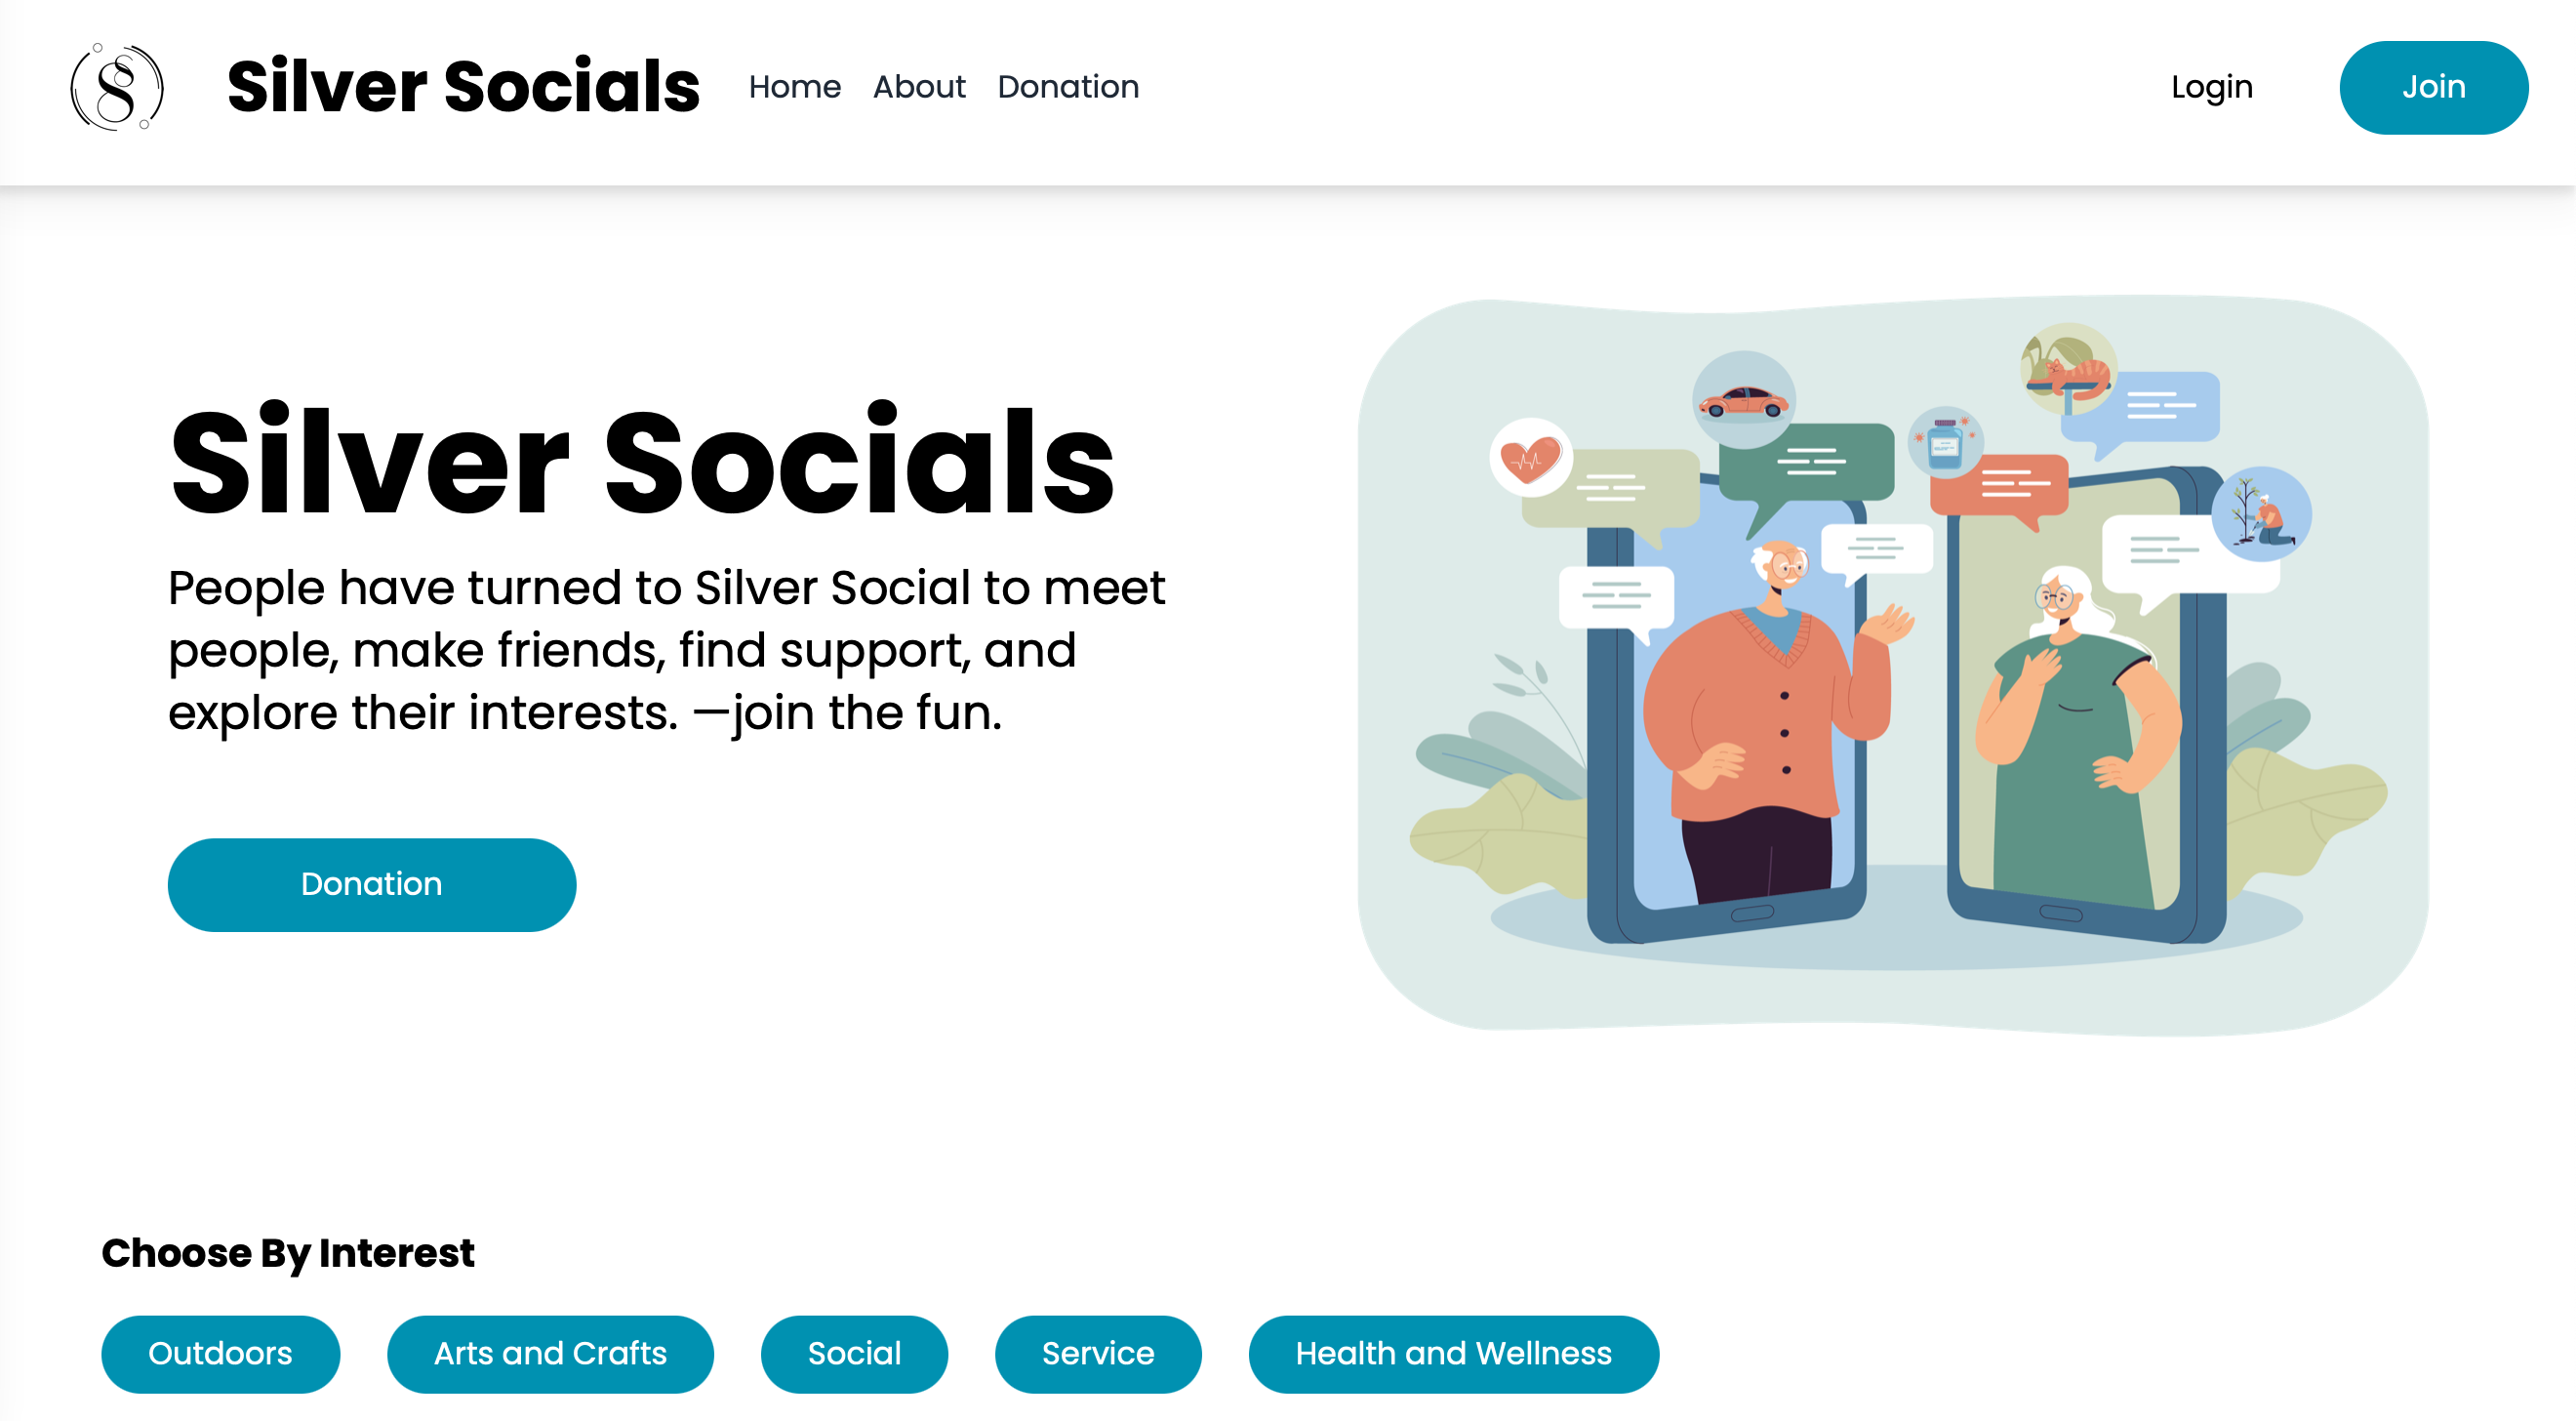 Silver Socials
Home
About
Donation
Login
Join
Silver Socials
People have turned to Silver Social to meet
people, make friends, find support, and
explore their interests. —join the fun.
Donation
Choose By Interest
Outdoors
Arts and Crafts
Social
Service
Health and Wellness